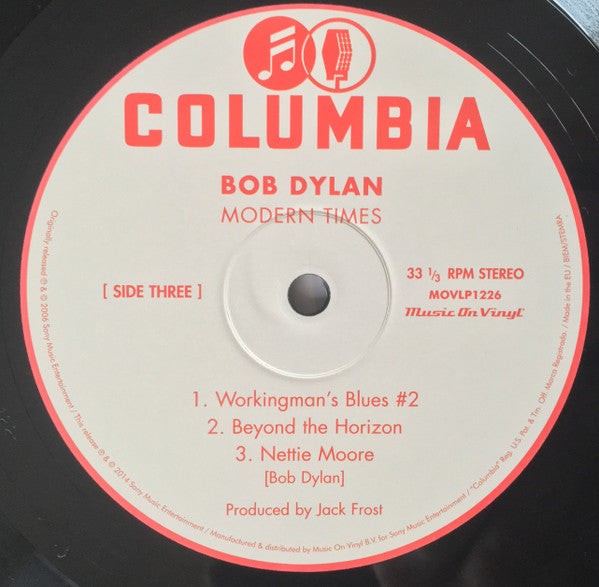 COLUMBIA
BOB DYLAN
MODERN TIMES
[ SIDE THREE ]
33 1/3 RPM STEREO
MOVLP1226
Music On Vinyl
1. Workingman's Blues #2
2. Beyond the Horizon
3. Nettie Moore
[Bob Dylan]
Produced by Jack Frost
Originally released ℗ & © 2006 Sony Music Entertainment / This release ℗ & © 2014 Sony Music Entertainment / Manufactured & distributed by Music On Vinyl B.V. for Sony Music Entertainment / "Columbia" Reg. U.S. Pat. & Tm. Off. Marca Registrada. / Made in the EU / BIEM/STEMRA